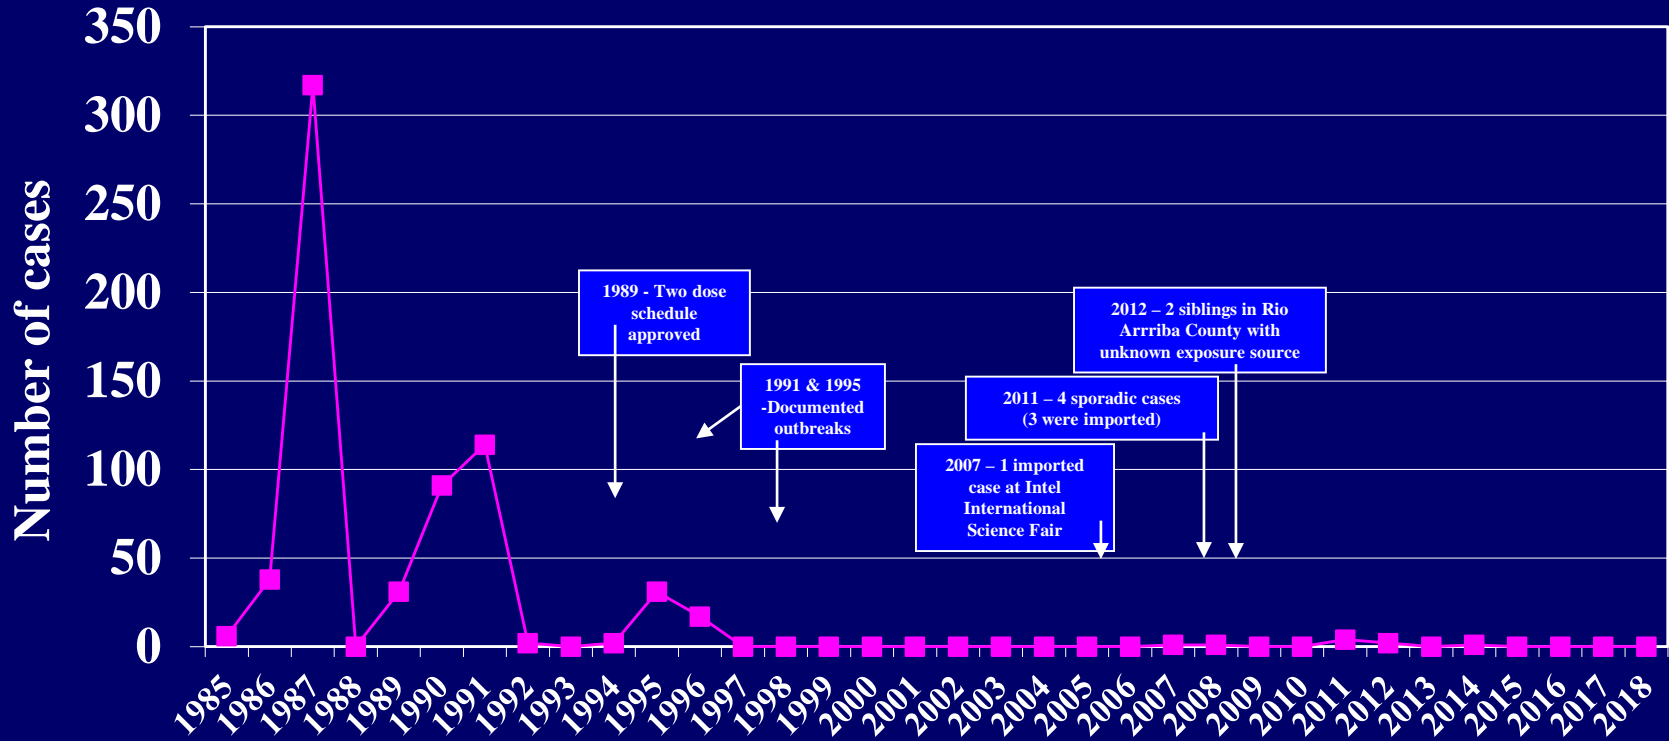 350
300
250
200
150
100
50
0
Number of cases
1989 - Two dose
schedule
approved
1991 & 1995
-Documented
outbreaks
2012 – 2 siblings in Rio
Arrriba County with
unknown exposure source
2011 – 4 sporadic cases
(3 were imported)
2007 – 1 imported
case at Intel
International
Science Fair
1985
1986
1987
1988
1989
1990
1991
1992
1993
1994
1995
1996
1997
1998
1999
2000
2001
2002
2003
2004
2005
2006
2007
2008
2009
2010
2011
2012
2013
2014
2015
2016
2017
2018